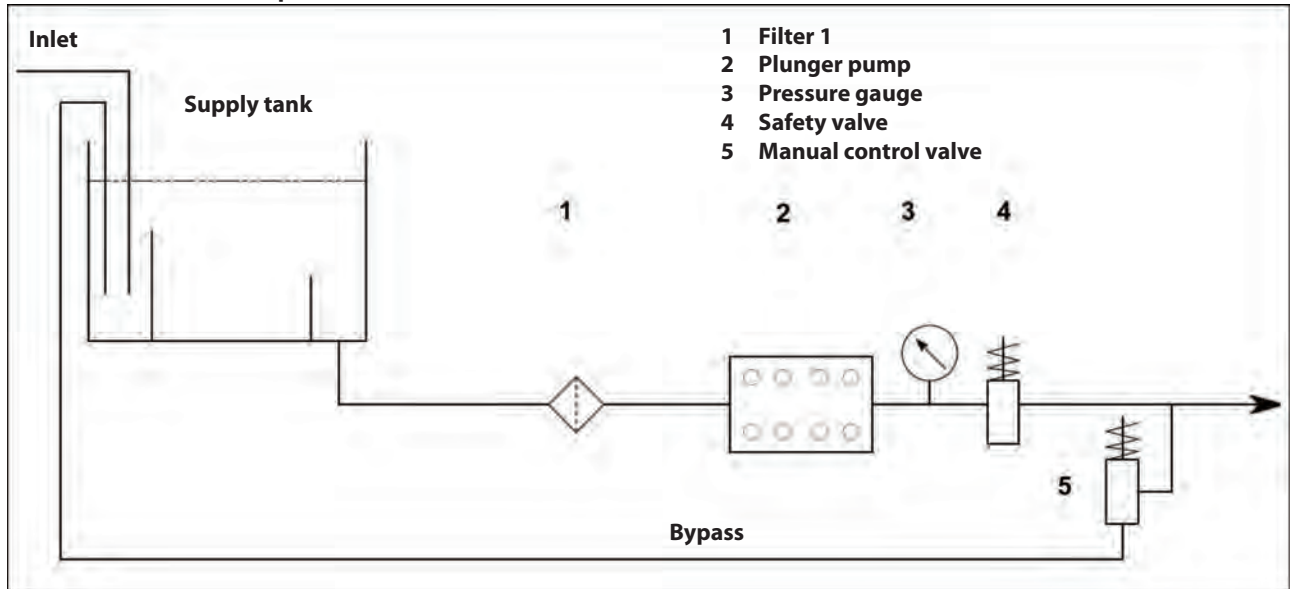 Inlet
Supply tank
1 Filter 1
2 Plunger pump
3 Pressure gauge
4 Safety valve
5 Manual control valve
1 2 3 4
5
Bypass